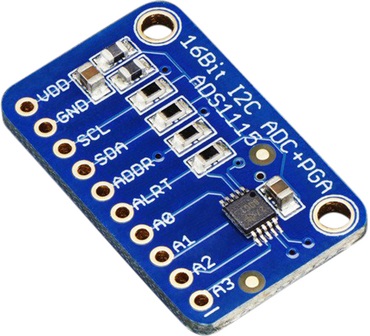 16Bit I2C ADC+PGA
ADS1115
VDD
GND
SCL
SDA
ADDR
ALRT
A0
A1
A2
A3